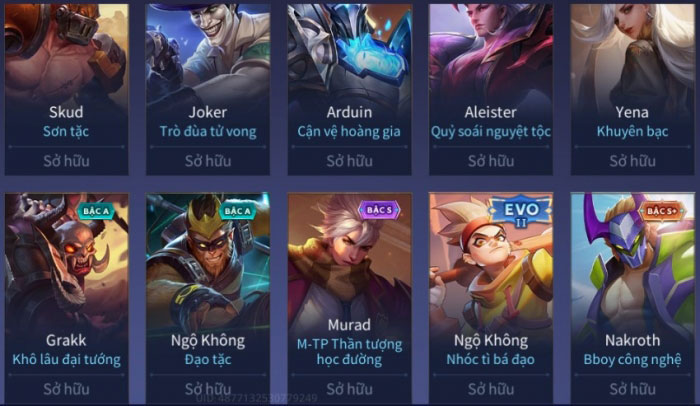 Skud
Joker
Arduin
Aleister
Yena
Sơn tặc
Trò đùa tử vong
Cận vệ hoàng gia
Quỷ soái nguyệt tộc
Khuyên bạc
Sở hữu
Sở hữu
Sở hữu
Sở hữu
Sở hữu
BẬC A
BẬC A
BẬC S
EVO
II
BẬC S+
Grakk
Ngộ Không
Murad
Ngộ Không
Nakroth
Khô lâu đại tướng
Đạo tặc
M-TP Thần tượng
học đường
Nhóc tì bá đạo
Bboy công nghệ
Sở hữu
Sở hữu
Sở hữu
Sở hữu
Sở hữu